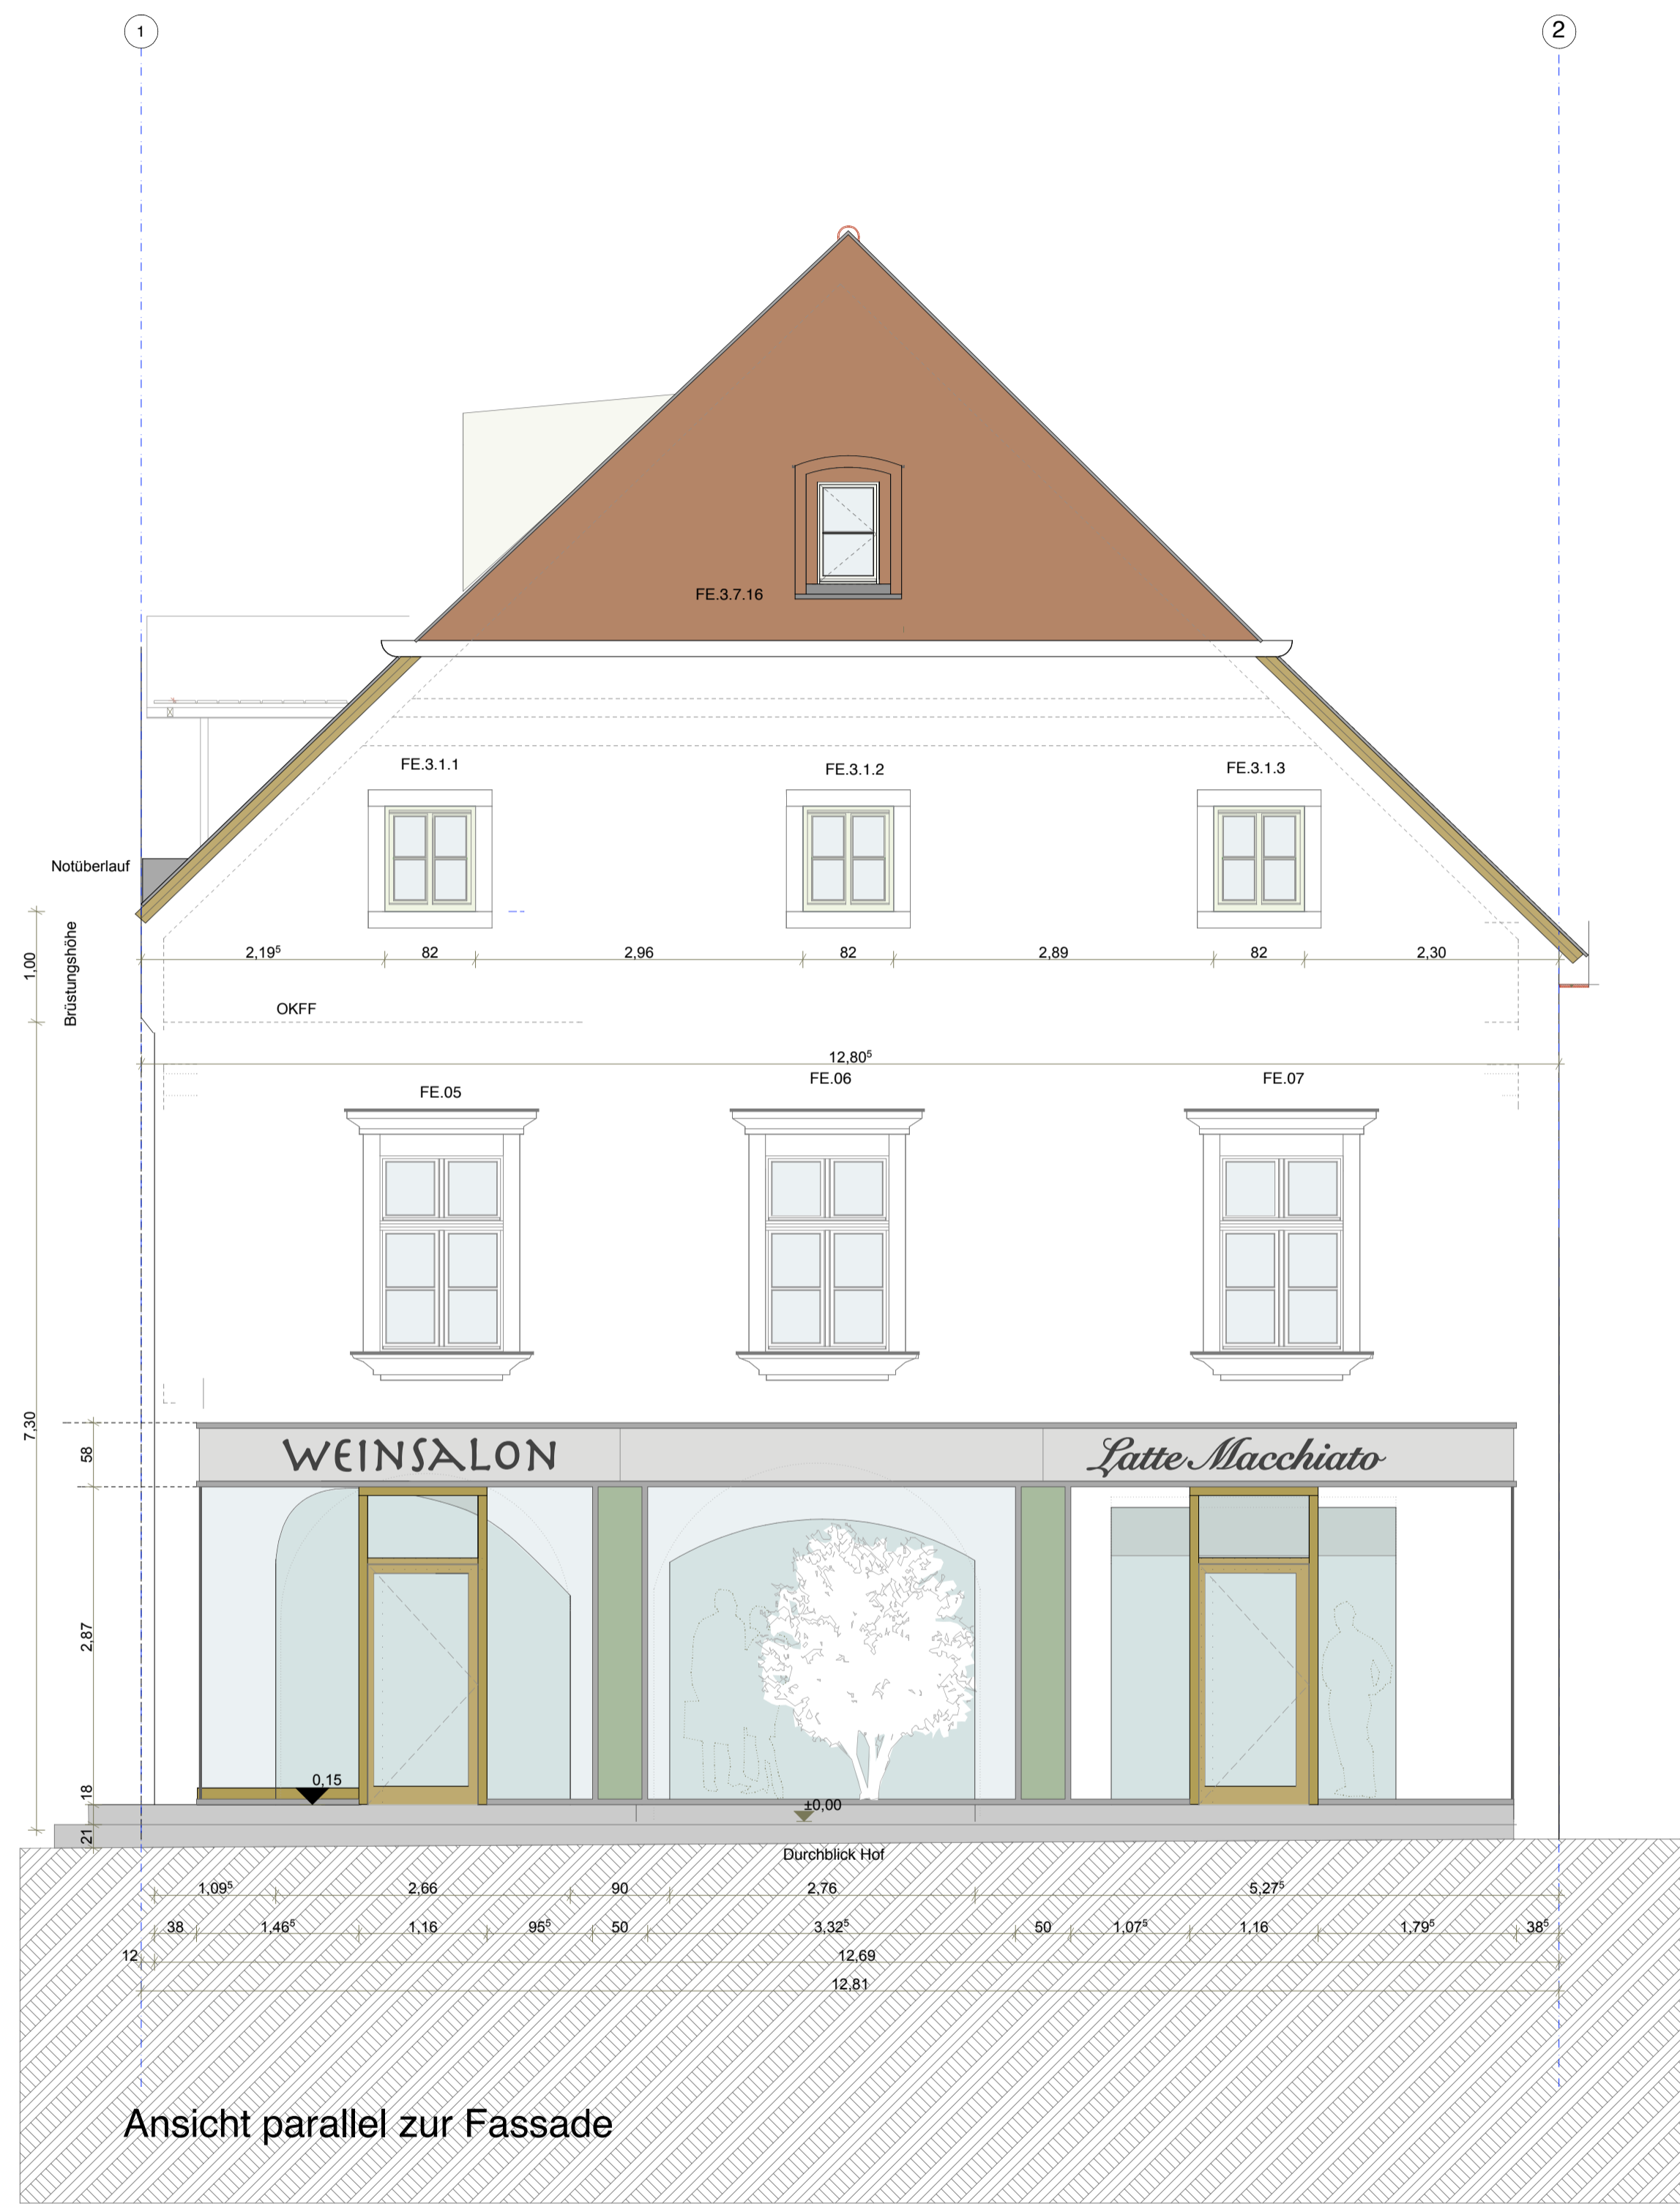 1
2
FE.3.7.16
FE.3.1.1
FE.3.1.2
FE.3.1.3
Notüberlauf
1,00
Brüstungshöhe
2,19⁵
82
2,96
82
2,89
82
2,30
OKFF
12,80⁵
FE.05
FE.06
FE.07
7,30
58
WEINSALON
Latte Macchiato
2,87
18
21
0,15
±0,00
Durchblick Hof
1,09⁵
2,66
90
2,76
5,27⁵
38
1,46⁵
1,16
95⁵
50
3,32⁵
50
1,07⁵
1,16
1,79⁵
38⁵
12
12,69
12,81
Ansicht parallel zur Fassade